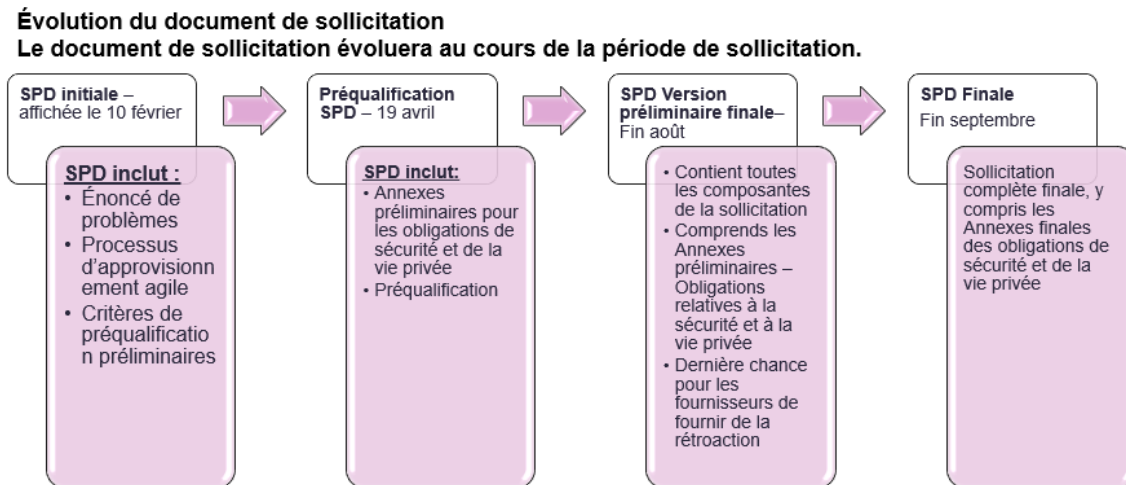 Évolution du document de sollicitation
Le document de sollicitation évoluera au cours de la période de sollicitation.
SPD initiale –
affichée le 10 février
SPD inclut :
• Énoncé de
problèmes
• Processus
d’approvisionn
ement agile
• Critères de
préqualificatio
n préliminaires
Préqualification
SPD – 19 avril
SPD inclut:
• Annexes
préliminaires pour
les obligations de
sécurité et de la
vie privée
• Préqualification
SPD Version
préliminaire finale–
Fin août
• Contient toutes
les composantes
de la sollicitation
• Comprends les
Annexes
préliminaires –
Obligations
relatives à la
sécurité et à la
vie privée
• Dernière chance
pour les
fournisseurs de
fournir de la
rétroaction
SPD Finale
Fin septembre
Sollicitation
complète finale, y
compris les
Annexes finales
des obligations de
sécurité et de la
vie privée